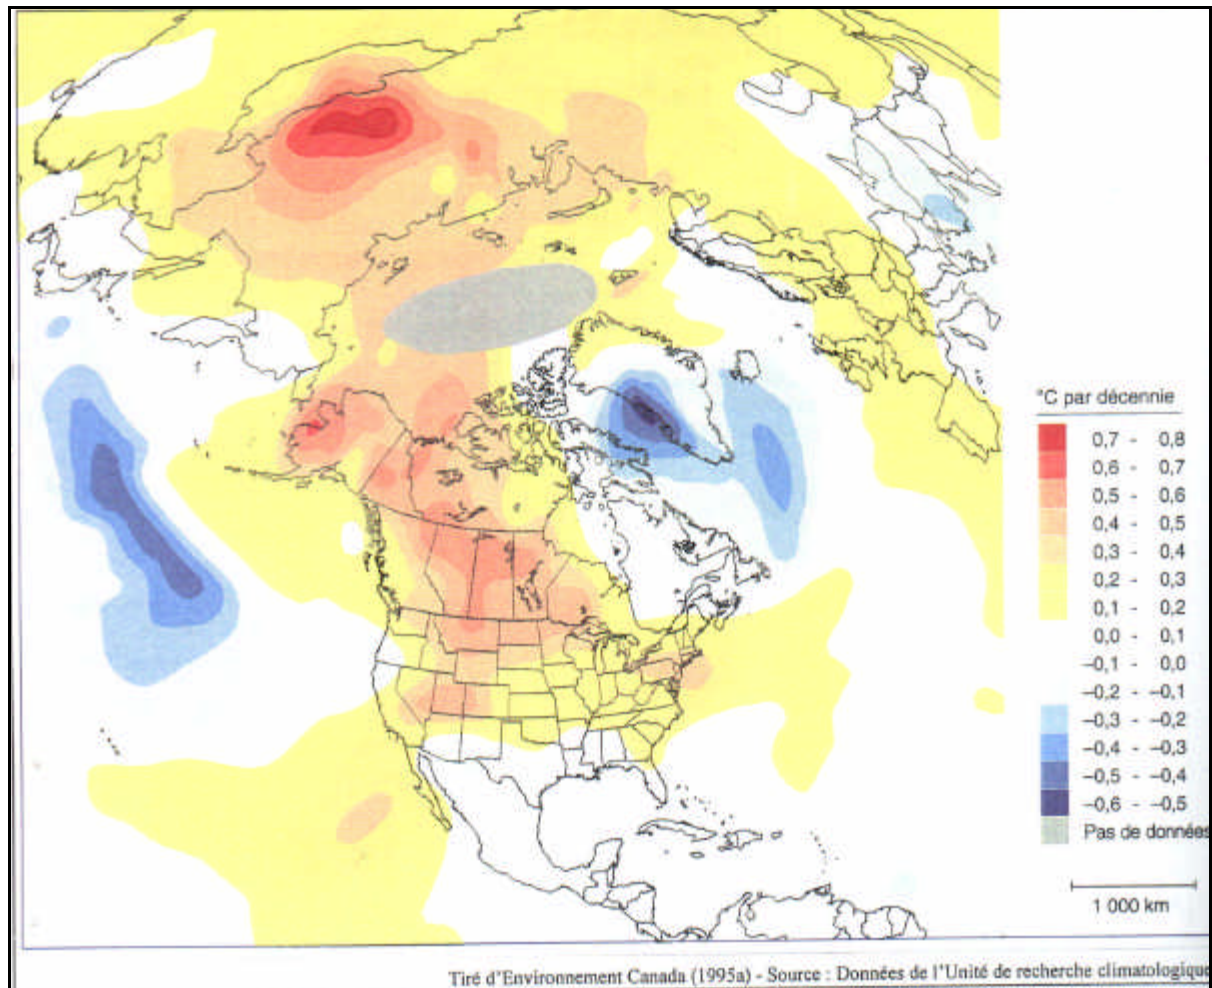 °C par décennie
0,7 - 0,8
0,6 - 0,7
0,5 - 0,6
0,4 - 0,5
0,3 - 0,4
0,2 - 0,3
0,1 - 0,2
0,0 - 0,1
–0,1 - 0,0
–0,2 - –0,1
–0,3 - –0,2
–0,4 - –0,3
–0,5 - –0,4
–0,6 - –0,5
Pas de données
1 000 km
Tiré d'Environnement Canada (1995a) - Source : Données de l'Unité de recherche climatologique